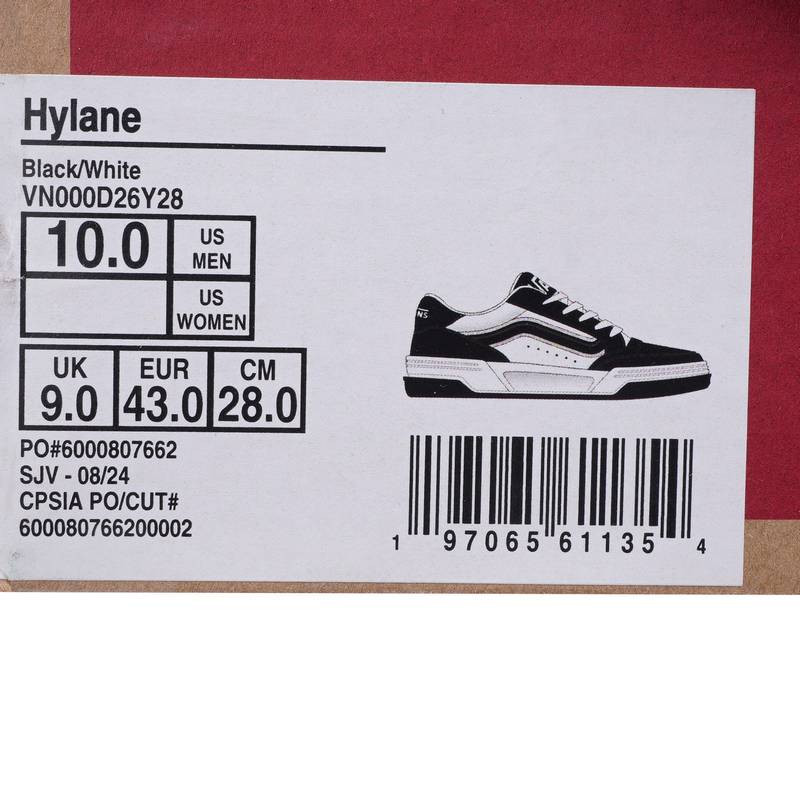 Hylane
Black/White
VN000D26Y28
10.0 US MEN
US WOMEN
UK EUR CM
9.0 43.0 28.0
PO#6000807662
SJV - 08/24
CPSIA PO/CUT#
600080766200002
1 97065 61135 4